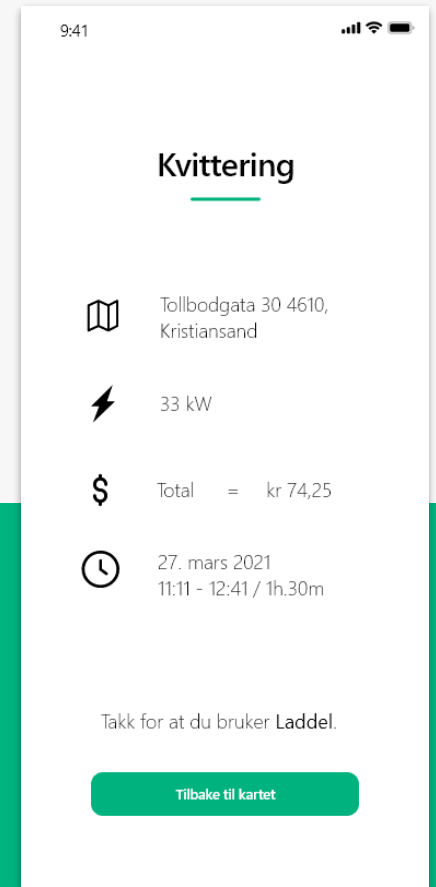 9:41
Kvittering
Tollbodgata 30 4610,
Kristiansand
33 kW
$
Total = kr 74,25
27. mars 2021
11:11 - 12:41 / 1h.30m
Takk for at du bruker Laddel.
Tilbake til kartet